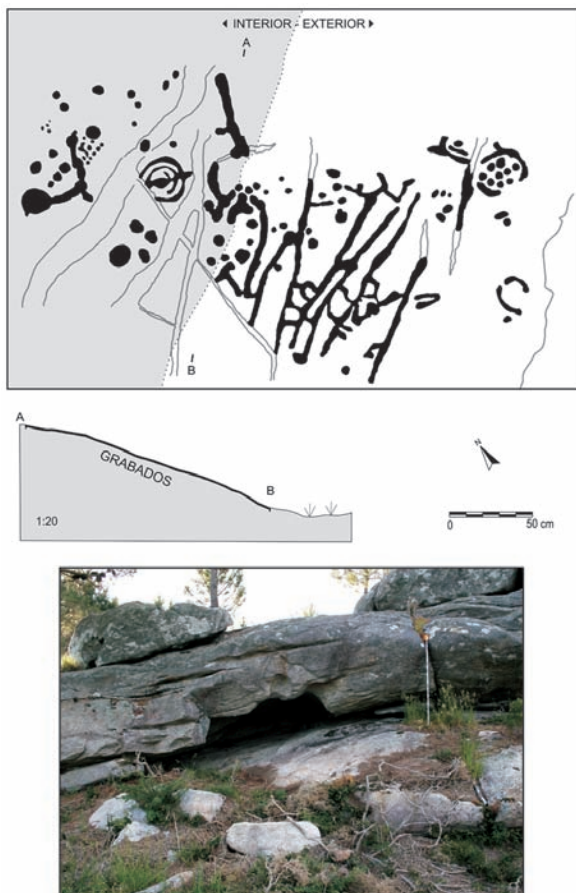 ◄ INTERIOR - EXTERIOR ►
A
B
A
GRABADOS
B
1:20
N
0 50 cm